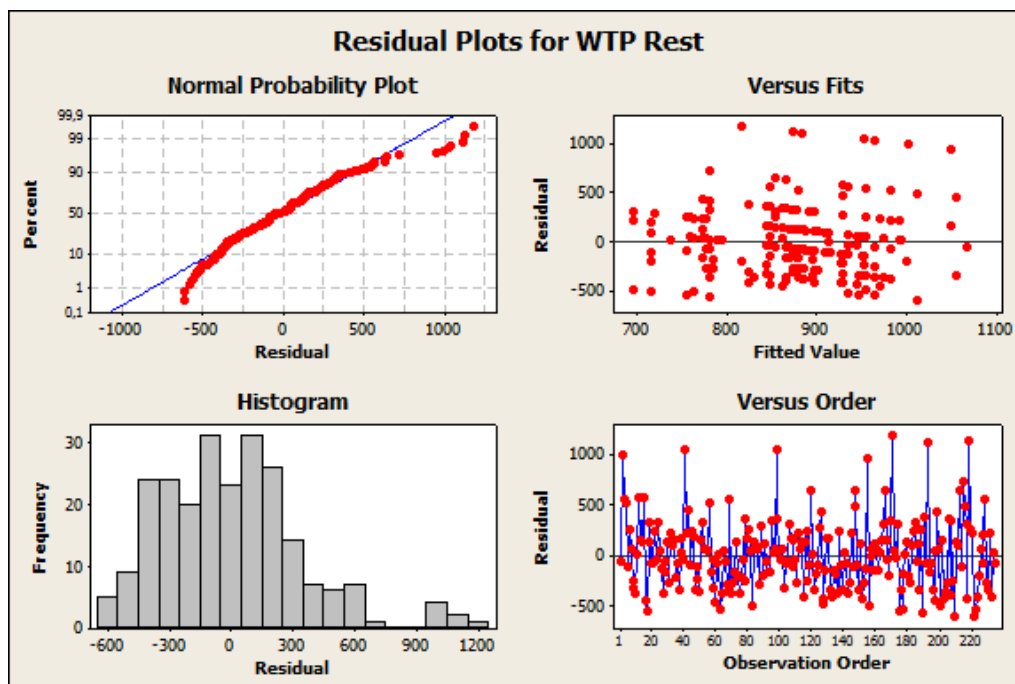 Residual Plots for WTP Rest
Normal Probability Plot
99,9
99
90
50
10
1
0,1
Percent
-1000 -500 0 500 1000
Residual
Versus Fits
1000
500
0
-500
Residual
700 800 900 1000 1100
Fitted Value
Histogram
30
20
10
0
Frequency
-600 -300 0 300 600 900 1200
Residual
Versus Order
1000
500
0
-500
Residual
1 20 40 60 80 100 120 140 160 180 200 220
Observation Order